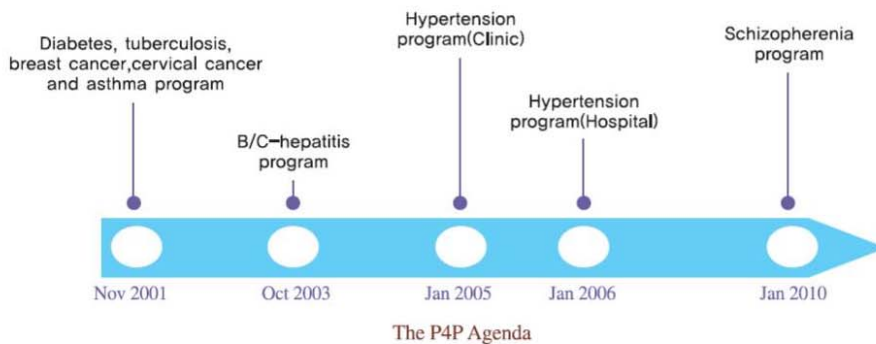 Diabetes, tuberculosis,
breast cancer,cervical cancer
and asthma program
B/C-hepatitis
program
Hypertension
program(Clinic)
Hypertension
program(Hospital)
Schizopherenia
program
Nov 2001
Oct 2003
Jan 2005
Jan 2006
Jan 2010
The P4P Agenda